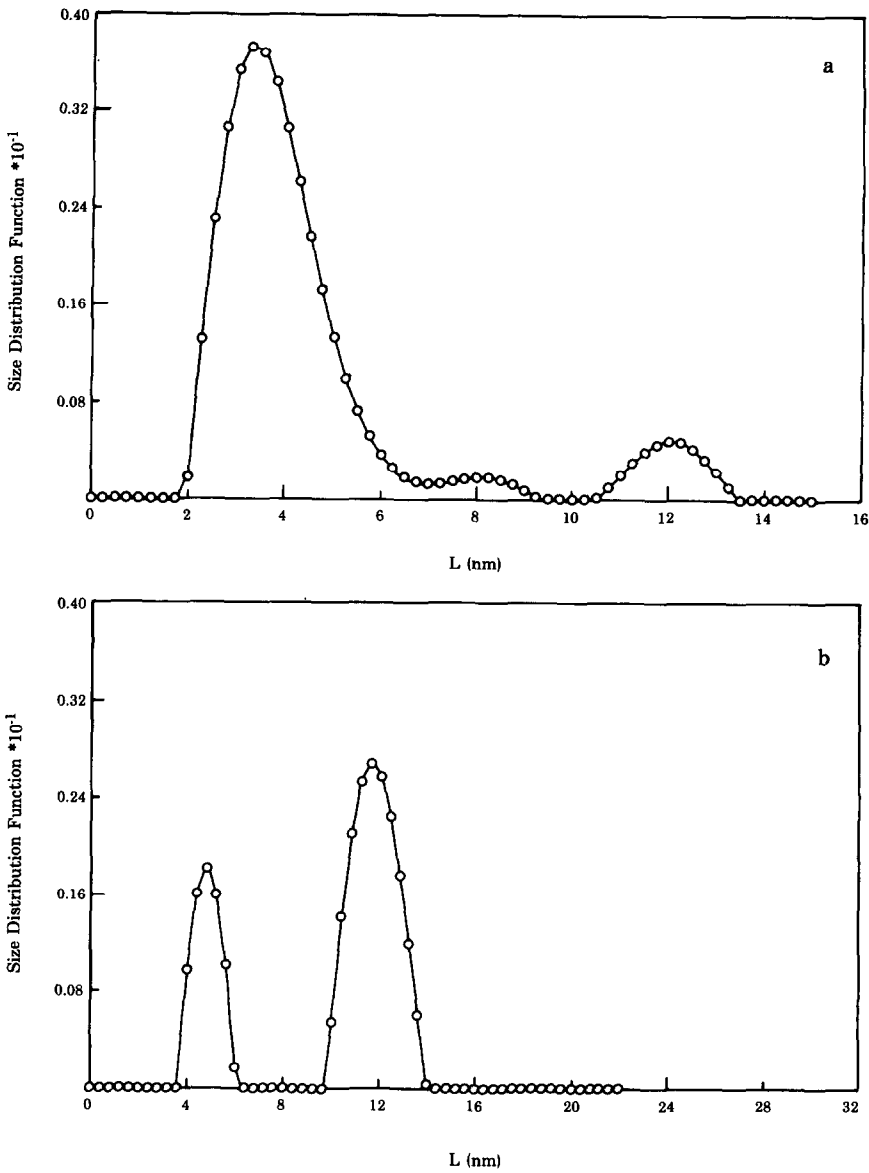 a
Size Distribution Function *10⁻¹
0.40
0.32
0.24
0.16
0.08
0 2 4 6 8 10 12 14 16
L (nm)
b
Size Distribution Function *10⁻¹
0.40
0.32
0.24
0.16
0.08
0 4 8 12 16 20 24 28 32
L (nm)